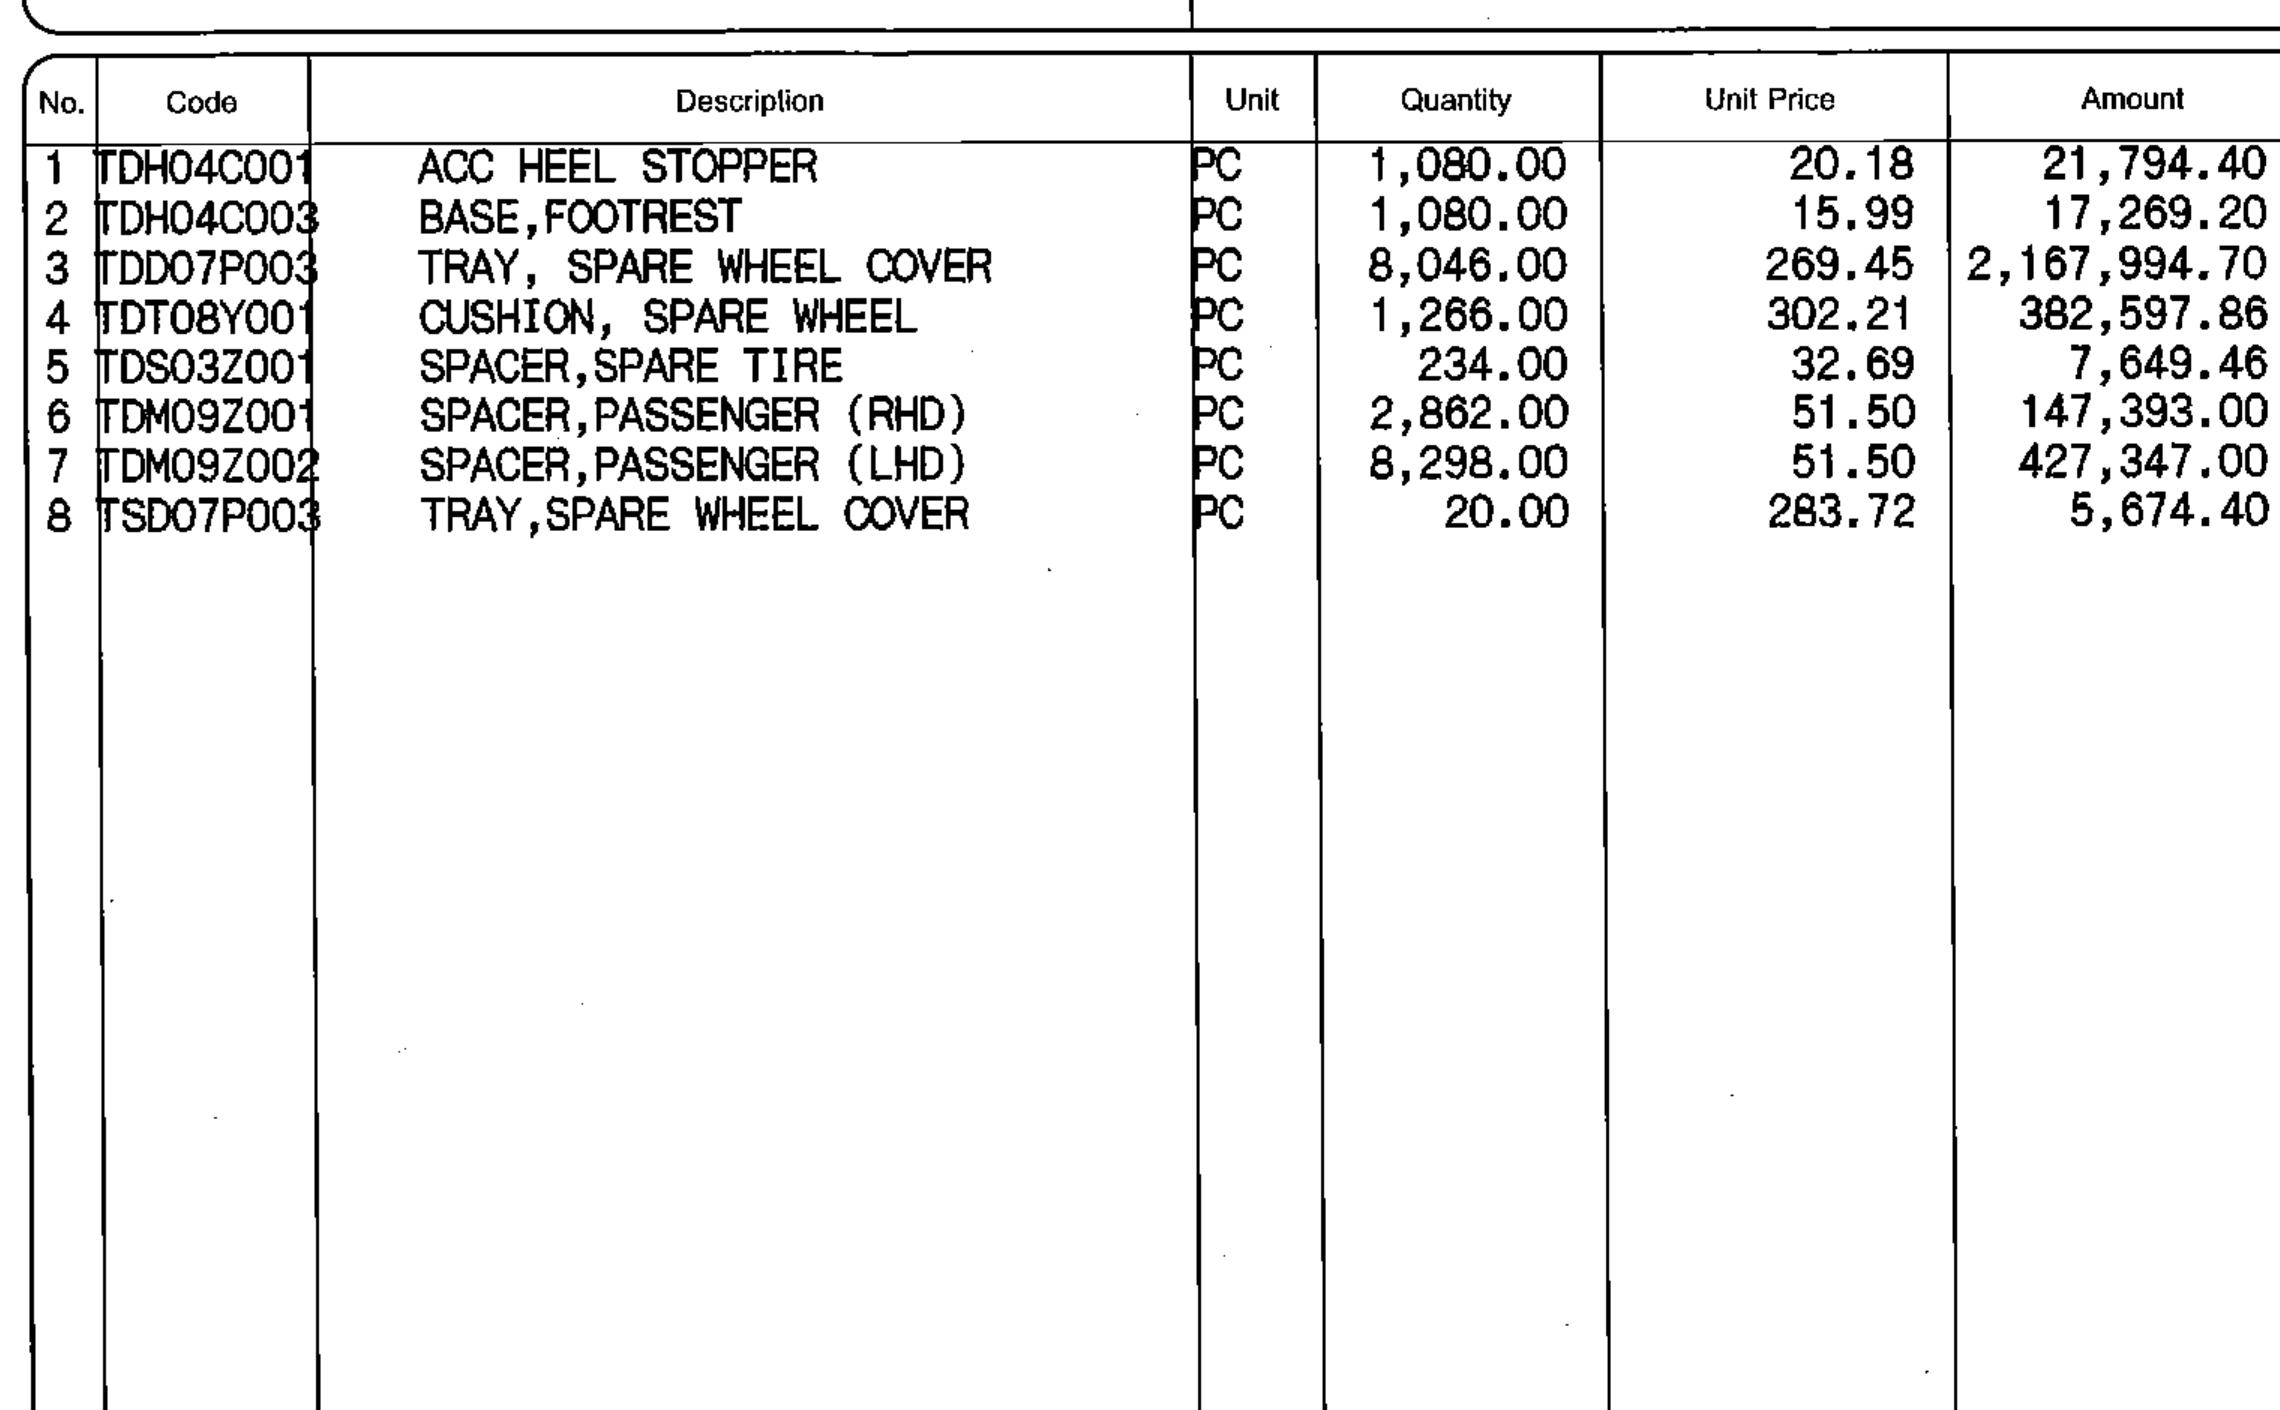 No. Code Description Unit Quantity Unit Price Amount
1 TDH04C001 ACC HEEL STOPPER PC 1,080.00 20.18 21,794.40
2 TDH04C003 BASE,FOOTREST PC 1,080.00 15.99 17,269.20
3 TDD07P003 TRAY, SPARE WHEEL COVER PC 8,046.00 269.45 2,167,994.70
4 TDT08Y001 CUSHION, SPARE WHEEL PC 1,266.00 302.21 382,597.86
5 TDS03Z001 SPACER,SPARE TIRE PC 234.00 32.69 7,649.46
6 TDM09Z001 SPACER,PASSENGER (RHD) PC 2,862.00 51.50 147,393.00
7 TDM09Z002 SPACER,PASSENGER (LHD) PC 8,298.00 51.50 427,347.00
8 TSD07P003 TRAY,SPARE WHEEL COVER PC 20.00 283.72 5,674.40